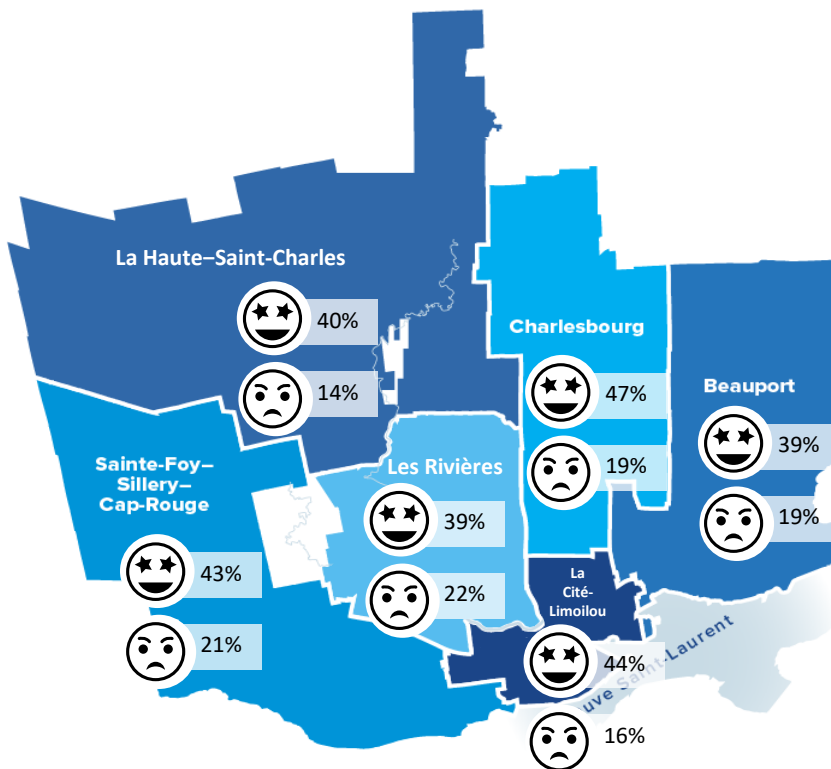 La Haute–Saint-Charles
40%
14%
Charlesbourg
47%
19%
Beauport
39%
19%
Sainte-Foy–
Sillery–
Cap-Rouge
43%
21%
Les Rivières
39%
22%
La
Cité-
Limoilou
44%
16%
uve Saint-Laurent